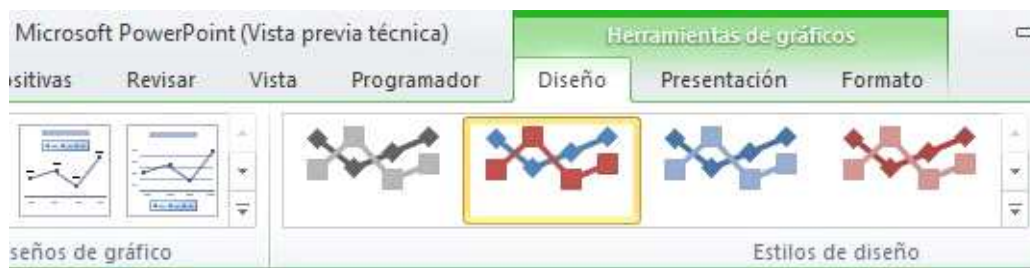 Microsoft PowerPoint (Vista previa técnica) Herramientas de gráficos
ositivas Revisar Vista Programador Diseño Presentación Formato
seños de gráfico Estilos de diseño